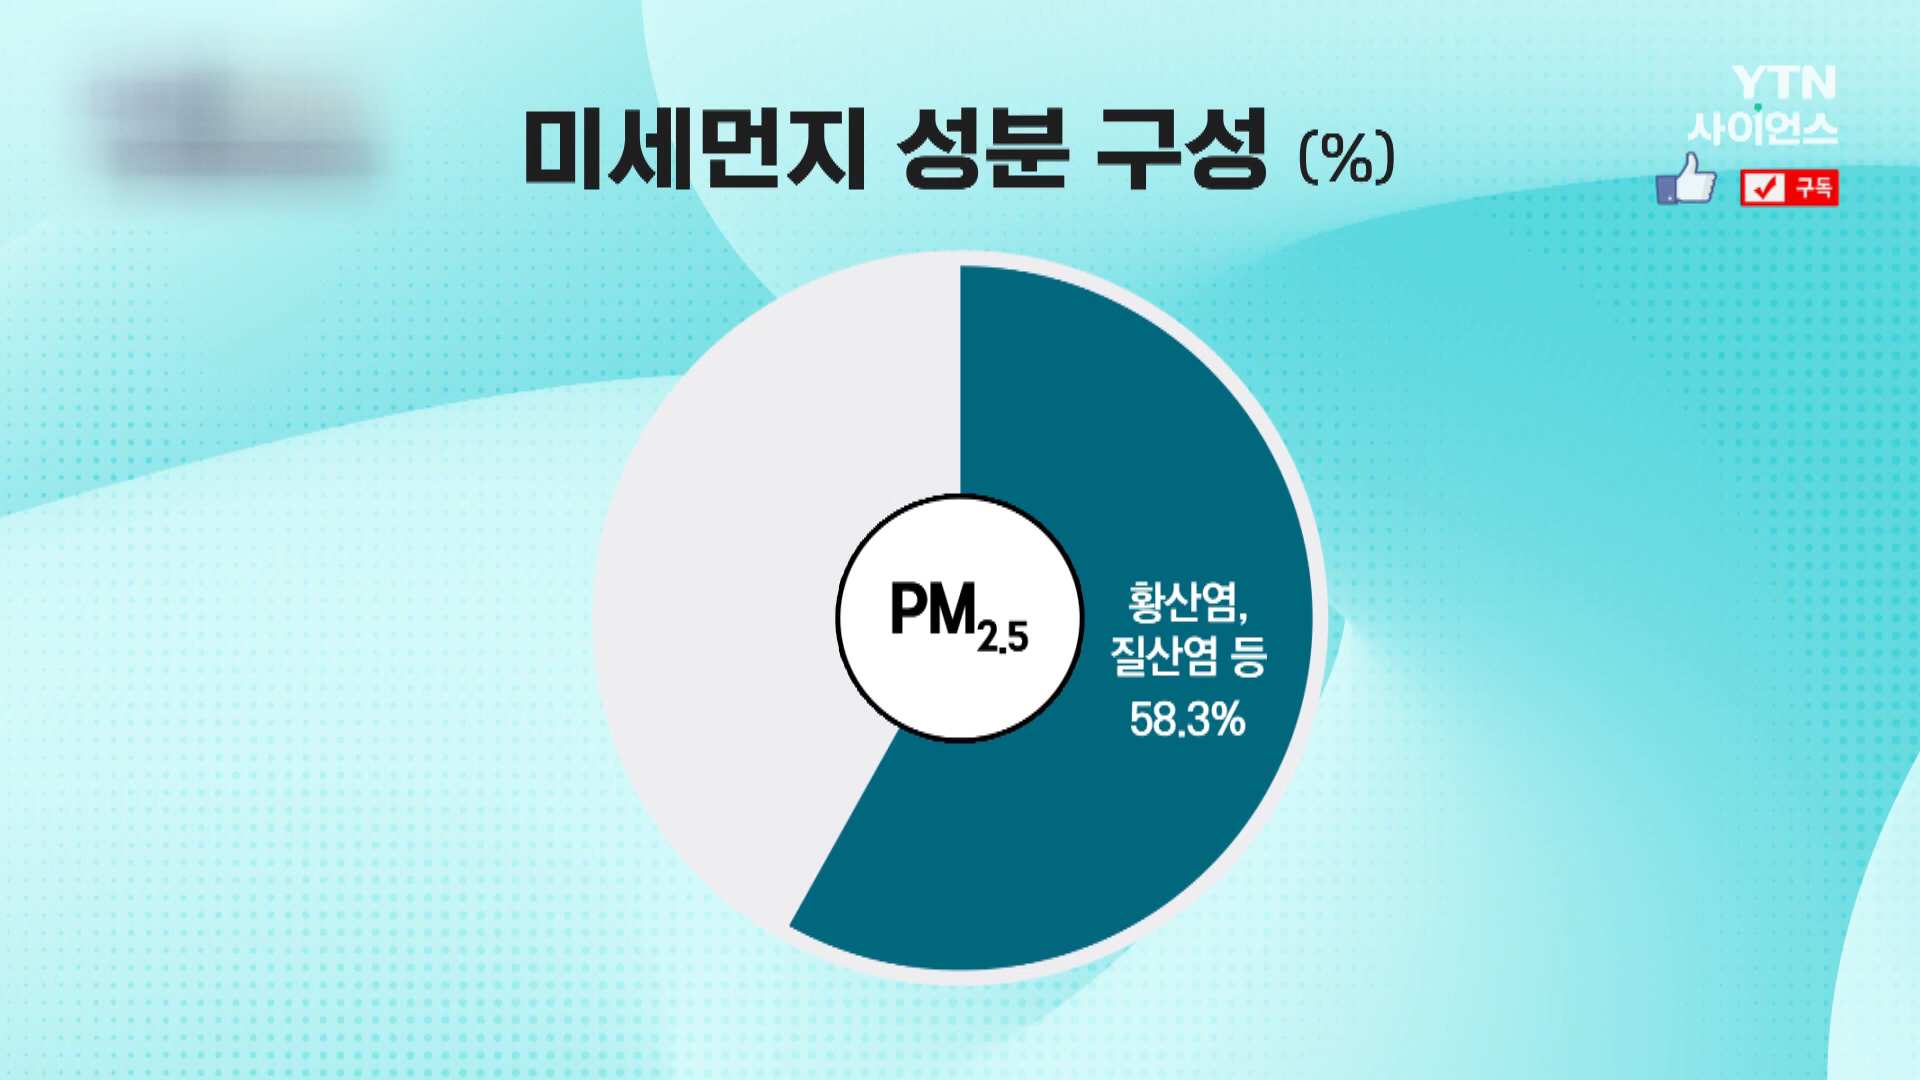 미세먼지 성분 구성 (%)
YTN
사이언스
구독
PM2.5
황산염,
질산염 등
58.3%